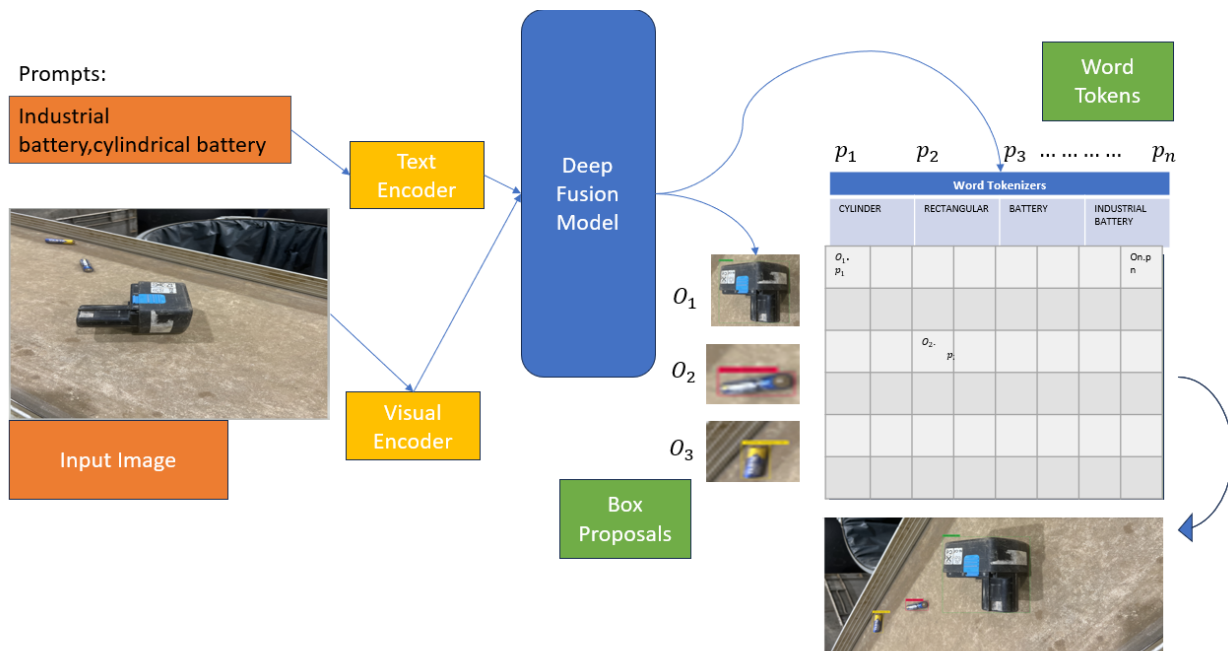 Prompts:
Industrial
battery,cylindrical battery
Text
Encoder
Deep
Fusion
Model
Visual
Encoder
Input Image
Word
Tokens
p₁ p₂ p₃ ………… pₙ
Word Tokenizers
CYLINDER RECTANGULAR BATTERY INDUSTRIAL
BATTERY
O₁.
p₁
On.p
n
O₂.
O₁
O₂
O₃
Box
Proposals